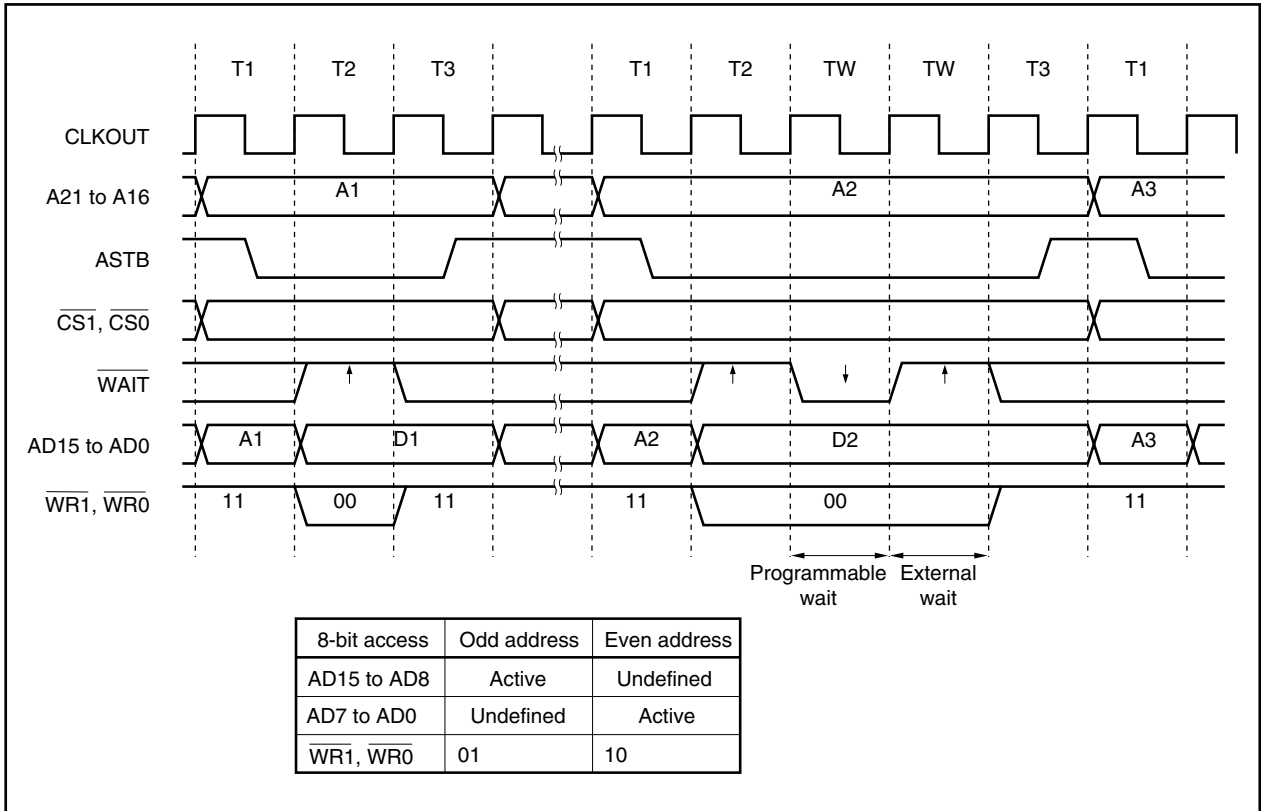 T1 T2 T3 T1 T2 TW TW T3 T1
CLKOUT
A21 to A16 A1 A2 A3
ASTB
CS1, CS0
WAIT
AD15 to AD0 A1 D1 A2 D2 A3
WR1, WR0 11 00 11 11 00 11
Programmable wait
External wait
8-bit access Odd address Even address
AD15 to AD8 Active Undefined
AD7 to AD0 Undefined Active
WR1, WR0 01 10